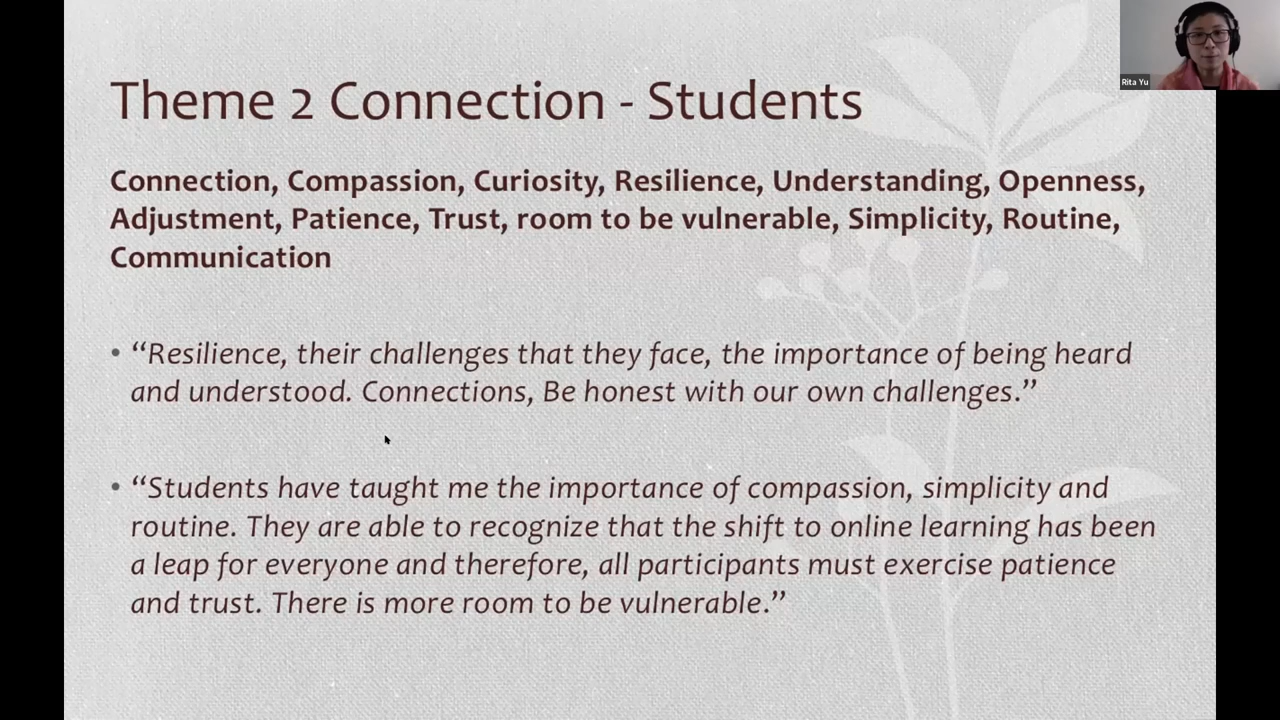 Theme 2 Connection - Students
Rita Yu
Connection, Compassion, Curiosity, Resilience, Understanding, Openness,
Adjustment, Patience, Trust, room to be vulnerable, Simplicity, Routine,
Communication
• “Resilience, their challenges that they face, the importance of being heard
and understood. Connections, Be honest with our own challenges.”
• “Students have taught me the importance of compassion, simplicity and
routine. They are able to recognize that the shift to online learning has been
a leap for everyone and therefore, all participants must exercise patience
and trust. There is more room to be vulnerable.”